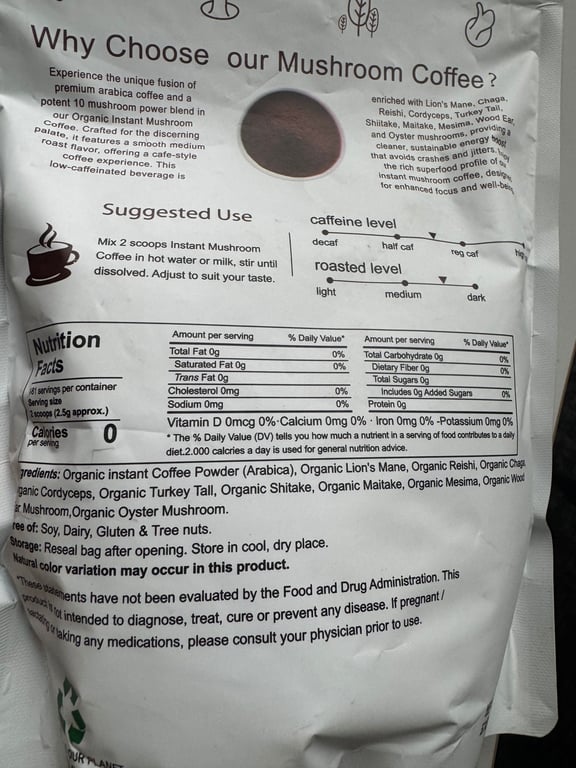 Why Choose our Mushroom Coffee?
Experience the unique fusion of
premium arabica coffee and a
potent 10 mushroom power blend in
our Organic Instant Mushroom
Coffee. Crafted for the discerning
palate, it features a smooth medium
roast flavor, offering a cafe-style
coffee experience. This
low-caffeinated beverage is
enriched with Lion's Mane, Chaga,
Reishi, Cordyceps, Turkey Tall,
Shiitake, Maitake, Mesima, Wood Ear,
and Oyster mushrooms, providing a
cleaner, sustainable energy boost
that avoids crashes and jitters.
the rich superfood profile of
instant mushroom coffee,
for enhanced focus and well-being
Suggested Use
Mix 2 scoops Instant Mushroom
Coffee in hot water or milk, stir until
dissolved. Adjust to suit your taste.
caffeine level
decaf half caf reg caf
roasted level
light medium dark
Nutrition
Facts
servings per container
Serving size
2 scoops (2.5g approx.)
Calories 0
per serving
Amount per serving % Daily Value*
Total Fat 0g 0%
Saturated Fat 0g 0%
Trans Fat 0g
Cholesterol 0mg 0%
Sodium 0mg 0%
Amount per serving % Daily Value*
Total Carbohydrate 0g 0%
Dietary Fiber 0g 0%
Total Sugars 0g
Includes 0g Added Sugars 0%
Protein 0g
Vitamin D 0mcg 0%·Calcium 0mg 0% · Iron 0mg 0% -Potassium 0mg 0%
* The % Daily Value (DV) tells you how much a nutrient in a serving of food contributes to a daily
diet.2.000 calories a day is used for general nutrition advice.
gredients: Organic instant Coffee Powder (Arabica), Organic Lion's Mane, Organic Reishi, Organic Chaga
ganic Cordyceps, Organic Turkey Tall, Organic Shitake, Organic Maitake, Organic Mesima, Organic Wood
ar Mushroom,Organic Oyster Mushroom.
ree of: Soy, Dairy, Gluten & Tree nuts.
Storage: Reseal bag after opening. Store in cool, dry place.
Natural color variation may occur in this product.
*These statements have not been evaluated by the Food and Drug Administration. This
product is not intended to diagnose, treat, cure or prevent any disease. If pregnant /
taking any medications, please consult your physician prior to use.
OUR PLANET